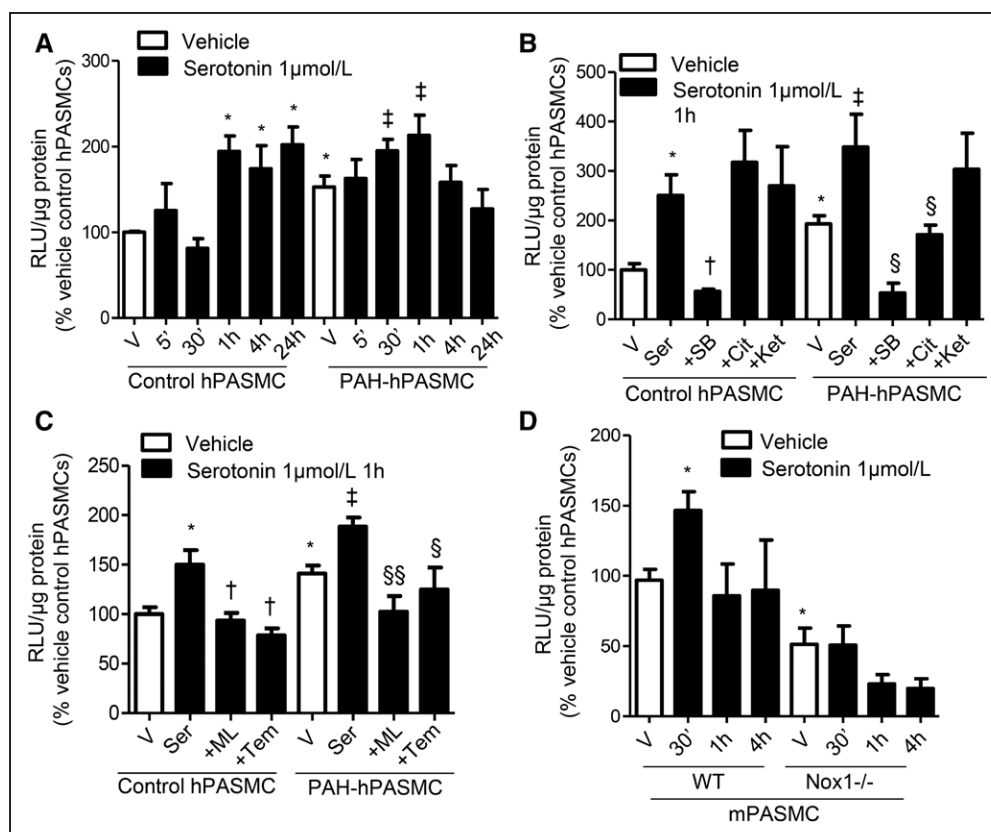 A
Vehicle
Serotonin 1µmol/L
RLU/µg protein
(% vehicle control hPASMCs)
300
200
100
0
*
*
*
*
‡
‡
V 5' 30' 1h 4h 24h V 5' 30' 1h 4h 24h
Control hPASMC PAH-hPASMC
B
Vehicle
Serotonin 1µmol/L
1h
RLU/µg protein
(% vehicle control hPASMCs)
500
400
300
200
100
0
*
†
*
‡
§
§
V Ser +SB +Cit +Ket V Ser +SB +Cit +Ket
Control hPASMC PAH-hPASMC
C
Vehicle
Serotonin 1µmol/L 1h
RLU/µg protein
(% vehicle control hPASMCs)
250
200
150
100
50
0
*
†
†
*
‡
§§
§
V Ser +ML +Tem V Ser +ML +Tem
Control hPASMC PAH-hPASMC
D
Vehicle
Serotonin 1µmol/L
RLU/µg protein
(% vehicle control hPASMCs)
200
150
100
50
0
*
*
V 30' 1h 4h V 30' 1h 4h
WT Nox1-/-
mPASMC